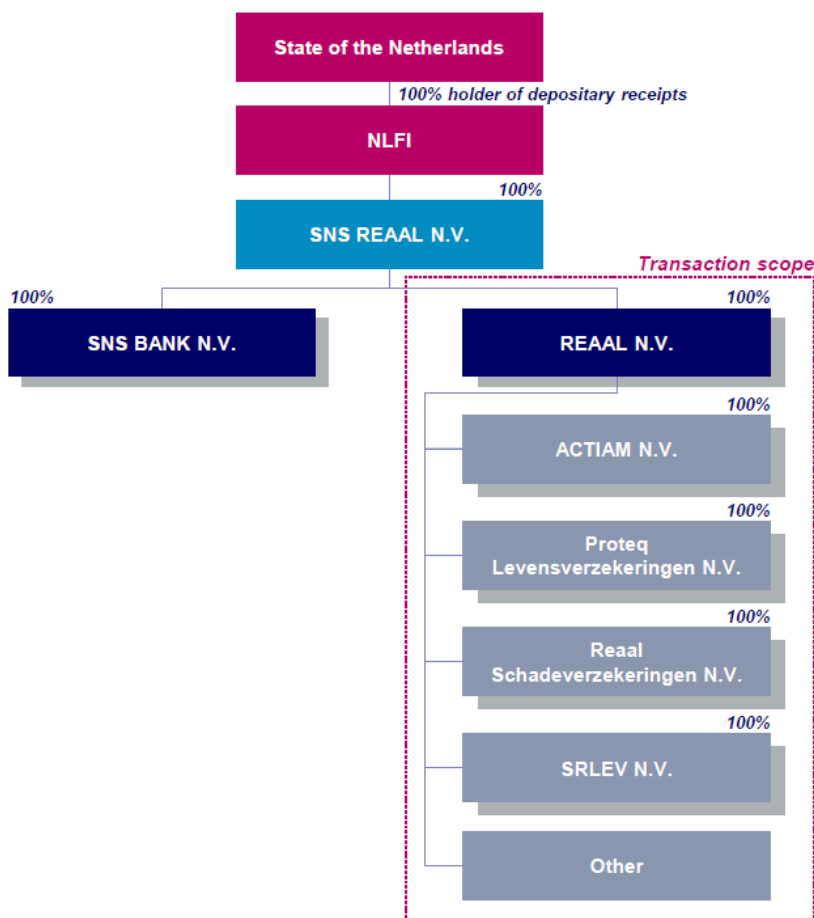 State of the Netherlands
100% holder of depositary receipts
NLFI
100%
SNS REAAL N.V.
Transaction scope
100%
SNS BANK N.V.
100%
REAAL N.V.
100%
ACTIAM N.V.
100%
Proteq
Levensverzekeringen N.V.
100%
Reaal
Schadeverzekeringen N.V.
100%
SRLEV N.V.
Other